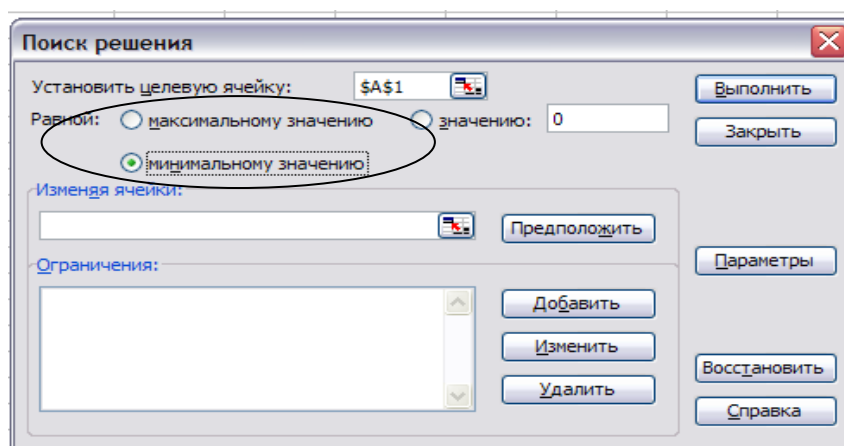 Поиск решения
Установить целевую ячейку: $A$1 Выполнить
Равной: максимальному значению значению: 0 Закрыть
минимальному значению
Изменяя ячейки:
Предположить
Ограничения: Параметры
Добавить
Изменить
Восстановить
Удалить
Справка